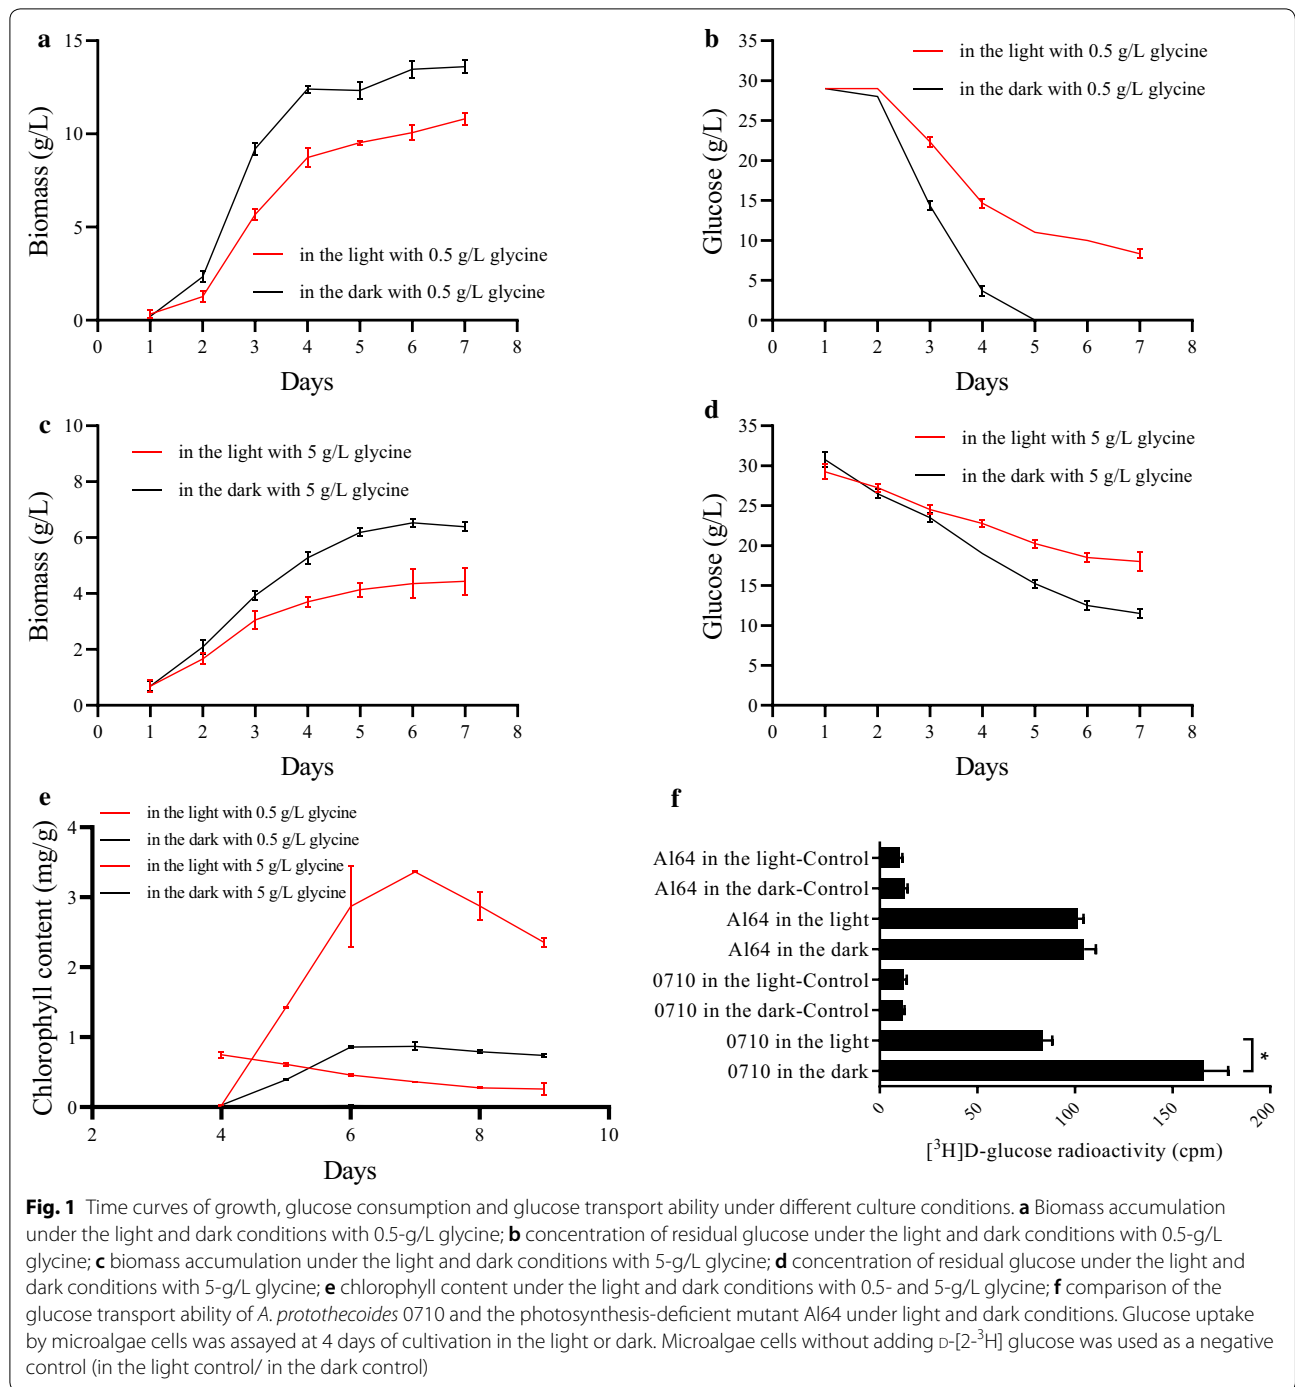 a
15
10
5
0
Biomass (g/L)
in the light with 0.5 g/L glycine
in the dark with 0.5 g/L glycine
0 1 2 3 4 5 6 7 8
Days
b
35
30
25
20
15
10
5
0
Glucose (g/L)
in the light with 0.5 g/L glycine
in the dark with 0.5 g/L glycine
0 1 2 3 4 5 6 7 8
Days
c
10
8
6
4
2
0
Biomass (g/L)
in the light with 5 g/L glycine
in the dark with 5 g/L glycine
0 1 2 3 4 5 6 7 8
Days
d
35
30
25
20
15
10
5
0
Glucose (g/L)
in the light with 5 g/L glycine
in the dark with 5 g/L glycine
0 1 2 3 4 5 6 7 8
Days
e
in the light with 0.5 g/L glycine
in the dark with 0.5 g/L glycine
in the light with 5 g/L glycine
in the dark with 5 g/L glycine
4
3
2
1
0
Chlorophyll content (mg/g)
2 4 6 8 10
Days
f
Al64 in the light-Control
Al64 in the dark-Control
Al64 in the light
Al64 in the dark
0710 in the light-Control
0710 in the dark-Control
0710 in the light
0710 in the dark
*
0 50 100 150 200
[³H]D-glucose radioactivity (cpm)
Fig. 1 Time curves of growth, glucose consumption and glucose transport ability under different culture conditions. a Biomass accumulation
under the light and dark conditions with 0.5-g/L glycine; b concentration of residual glucose under the light and dark conditions with 0.5-g/L
glycine; c biomass accumulation under the light and dark conditions with 5-g/L glycine; d concentration of residual glucose under the light and
dark conditions with 5-g/L glycine; e chlorophyll content under the light and dark conditions with 0.5- and 5-g/L glycine; f comparison of the
glucose transport ability of A. protothecoides 0710 and the photosynthesis-deficient mutant Al64 under light and dark conditions. Glucose uptake
by microalgae cells was assayed at 4 days of cultivation in the light or dark. Microalgae cells without adding D-[2-³H] glucose was used as a negative
control (in the light control/ in the dark control)